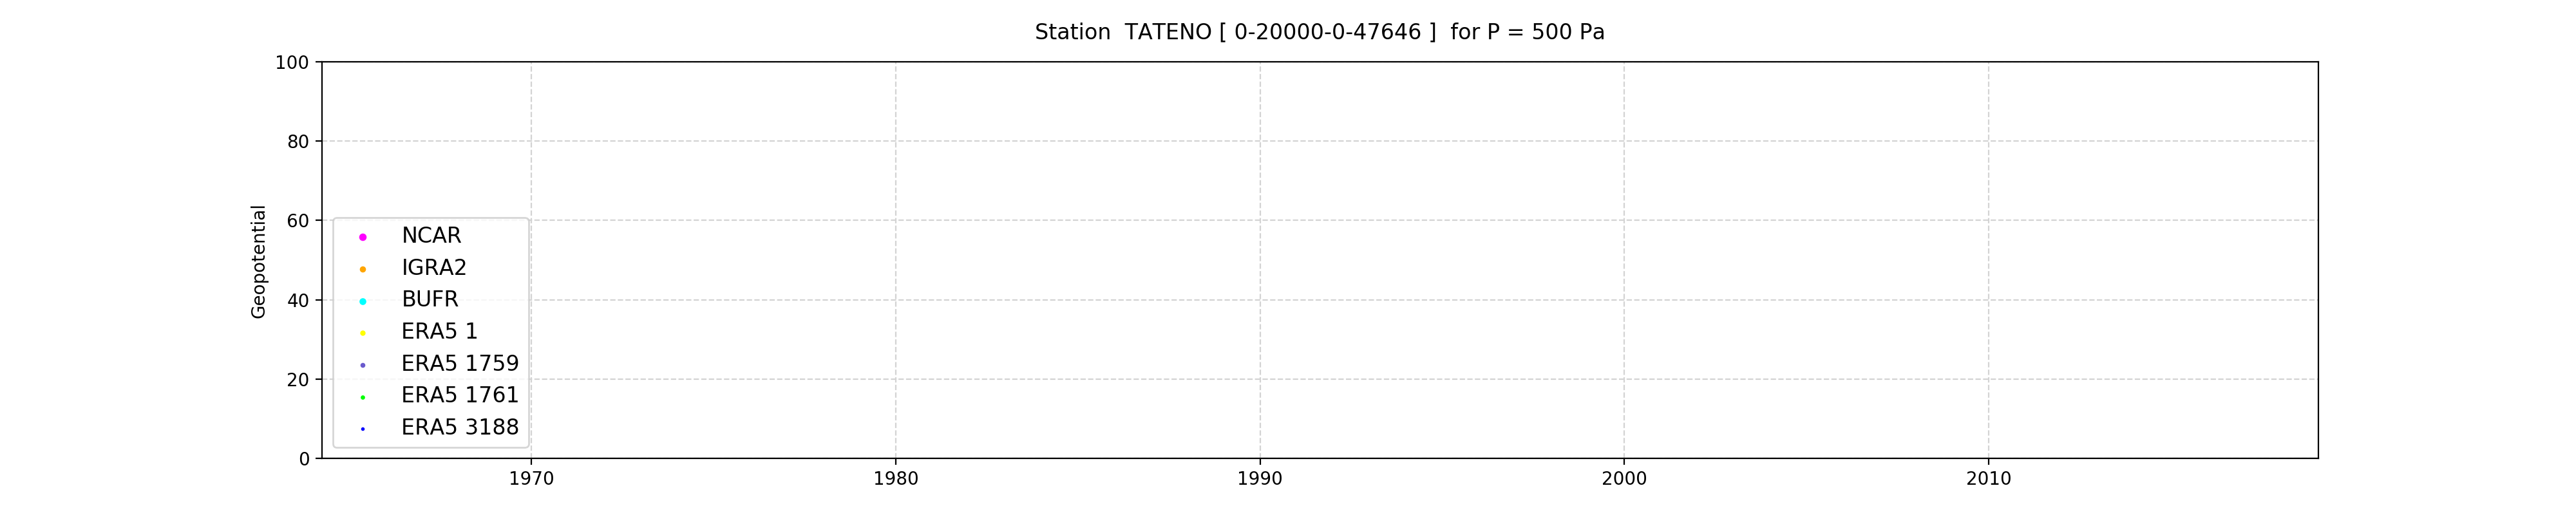 Station  TATENO [ 0-20000-0-47646 ]  for P = 500 Pa
100
80
60
40
20
0
Geopotential
NCAR
IGRA2
BUFR
ERA5 1
ERA5 1759
ERA5 1761
ERA5 3188
1970 1980 1990 2000 2010